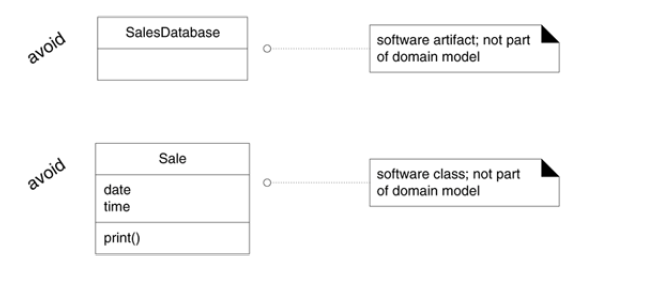 avoid
SalesDatabase
software artifact; not part
of domain model
avoid
Sale
date
time
print()
software class; not part
of domain model